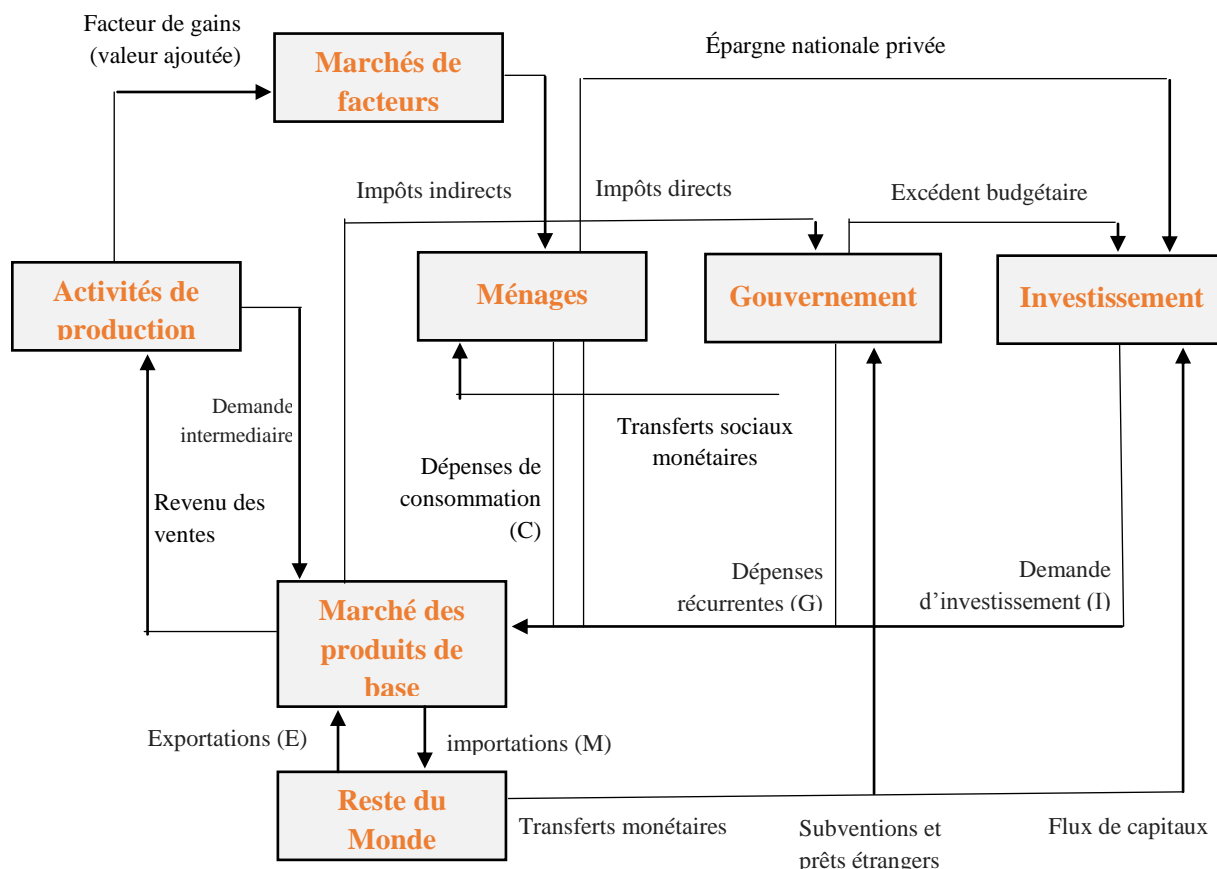 Facteur de gains
(valeur ajoutée)
Marchés de
facteurs
Épargne nationale privée
Impôts indirects
Impôts directs
Excédent budgétaire
Activités de
production
Ménages
Gouvernement
Investissement
Demande
intermediaire
Transferts sociaux
monétaires
Dépenses de
consommation
(C)
Revenu des
ventes
Dépenses
récurrentes (G)
Demande
d’investissement (I)
Marché des
produits de
base
Exportations (E)
importations (M)
Reste du
Monde
Transferts monétaires
Subventions et
prêts étrangers
Flux de capitaux